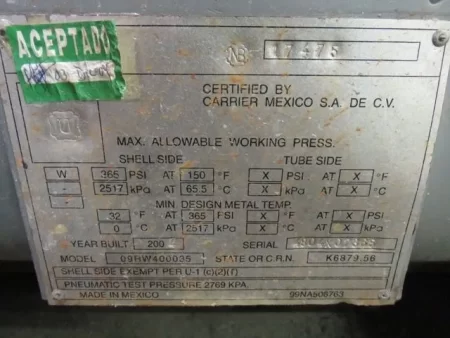 ACEPTADO
NB 17475
CERTIFIED BY
CARRIER MEXICO S.A. DE C.V.
U
MAX. ALLOWABLE WORKING PRESS.
SHELL SIDE TUBE SIDE
W 365 PSI AT 150 °F X PSI AT X °F
- 2517 kPa AT 65.5 °C X kPa AT X °C
MIN. DESIGN METAL TEMP.
32 °F AT 365 PSI X °F AT X PSI
0 °C AT 2517 kPa X °C AT X kPa
YEAR BUILT SERIAL
MODEL 09RW400035 STATE OR C.R.N. K6879.56
SHELL SIDE EXEMPT PER U-1 (c)(2)(f)
PNEUMATIC TEST PRESSURE 2769 KPA.
MADE IN MEXICO 99NA506763